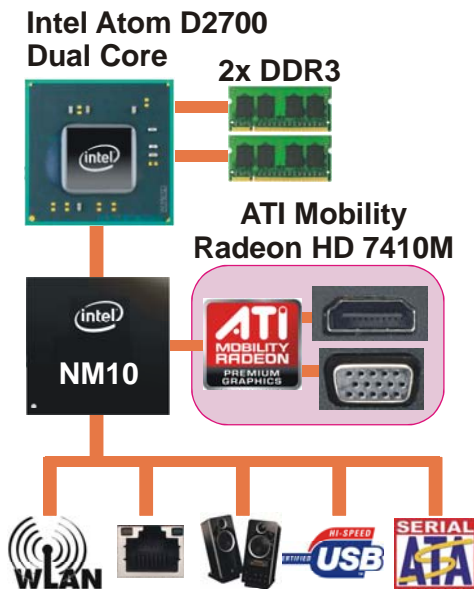 Intel Atom D2700
Dual Core
2x DDR3
intel
ATI Mobility
Radeon HD 7410M
intel
NM10
ATI
MOBILITY
RADEON
PREMIUM
GRAPHICS
WLAN
HI-SPEED
CERTIFIED
USB
SERIAL
ATA